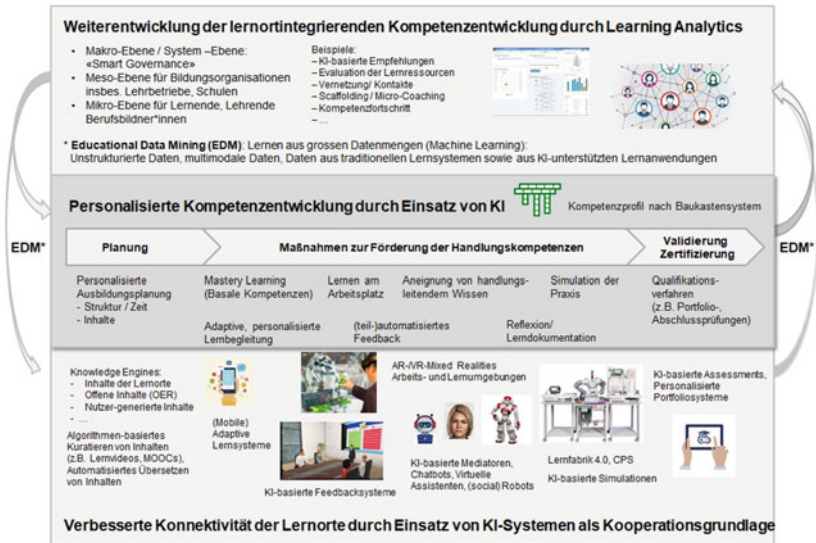 Weiterentwicklung der lernortintegrierenden Kompetenzentwicklung durch Learning Analytics
• Makro-Ebene / System –Ebene:
«Smart Governance»
• Meso-Ebene für Bildungsorganisationen
insbes. Lehrbetriebe, Schulen
• Mikro-Ebene für Lernende, Lehrende
Berufsbildner*innen
Beispiele:
– KI-basierte Empfehlungen
– Evaluation der Lernressourcen
– Vernetzung/ Kontakte
– Scaffolding / Micro-Coaching
– Kompetenzfortschritt
– ...
* Educational Data Mining (EDM): Lernen aus grossen Datenmengen (Machine Learning):
Unstrukturierte Daten, multimodale Daten, Daten aus traditionellen Lernsystemen sowie aus KI-unterstützten Lernanwendungen
Personalisierte Kompetenzentwicklung durch Einsatz von KI
Kompetenzprofil nach Baukastensystem
EDM*
Planung
Maßnahmen zur Förderung der Handlungskompetenzen
Validierung
Zertifizierung
EDM*
Personalisierte
Ausbildungsplanung
- Struktur / Zeit
- Inhalte
Mastery Learning
(Basale Kompetenzen)
Lernen am
Arbeitsplatz
Aneignung von handlungs-
leitendem Wissen
Simulation der
Praxis
Adaptive, personalisierte
Lernbegleitung
(teil-)automatisiertes
Feedback
Reflexion/
Lerndokumentation
Qualifikations-
verfahren
(z.B. Portfolio-,
Abschlussprüfungen)
Knowledge Engines:
- Inhalte der Lernorte
- Offene Inhalte (OER)
- Nutzer-generierte Inhalte
- ...
Algorithmen-basiertes
Kuratieren von Inhalten
(z.B. Lernvideos, MOOCs),
Automatisiertes Übersetzen
von Inhalten
(Mobile)
Adaptive
Lernsysteme
KI-basierte Feedbacksysteme
AR-/VR-Mixed Realities
Arbeits- und Lernumgebungen
KI-basierte Mediatoren,
Chatbots, Virtuelle
Assistenten, (social) Robots
Lernfabrik 4.0, CPS
KI-basierte Simulationen
KI-basierte Assessments,
Personalisierte
Portfoliosysteme
Verbesserte Konnektivität der Lernorte durch Einsatz von KI-Systemen als Kooperationsgrundlage